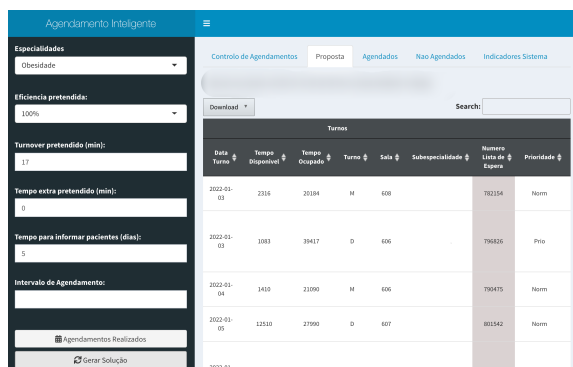 Agendamento Inteligente
Especialidades
Obesidade
Eficiencia pretendida:
100%
Turnover pretendido (min):
17
Tempo extra pretendido (min):
0
Tempo para informar pacientes (dias):
5
Intervalo de Agendamento:
Agendamentos Realizados
Gerar Solução
Controlo de Agendamentos Proposta Agendados Nao Agendados Indicadores Sistema
Download Search:
Turnos
Data Turno Tempo Disponivel Tempo Ocupado Turno Sala Subespecialidade Numero Lista de Espera Prioridade
2022-01-03 2316 20184 M 608 782154 Norm
2022-01-03 1083 39417 D 606 796826 Prio
2022-01-04 1410 21090 M 606 790475 Norm
2022-01-05 12510 27990 D 607 801542 Norm